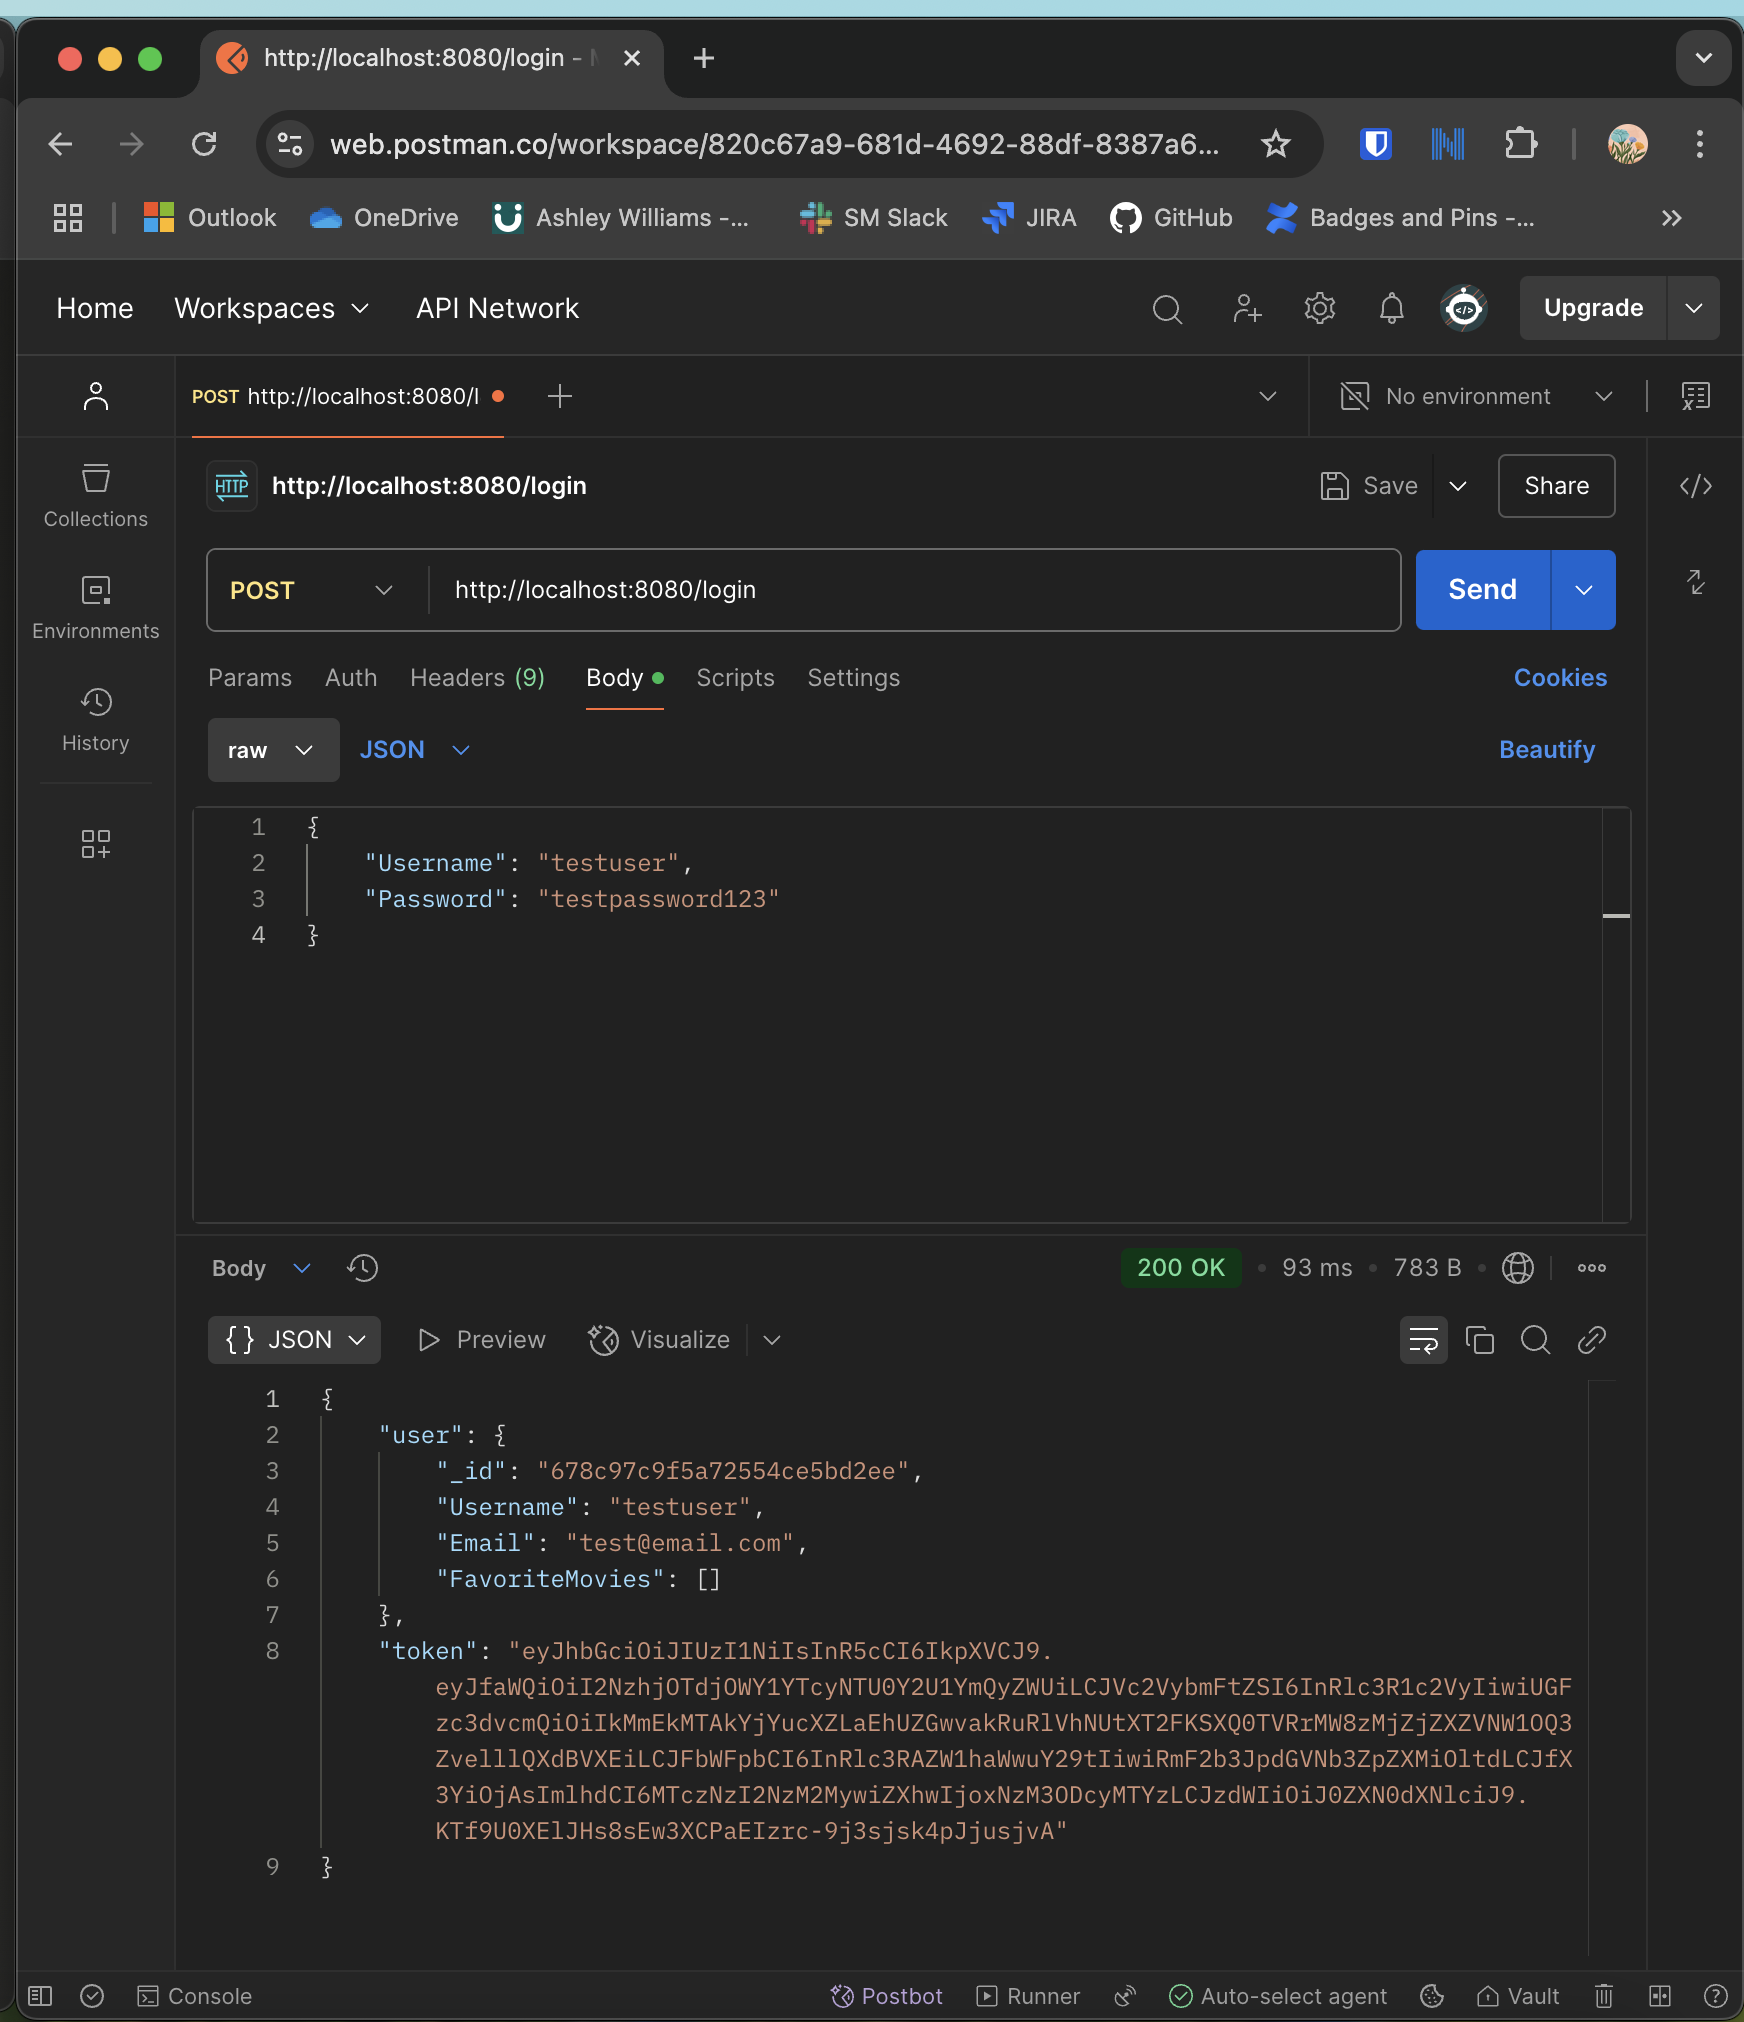 http://localhost:8080/login -
web.postman.co/workspace/820c67a9-681d-4692-88df-8387a6...
Outlook
OneDrive
Ashley Williams -...
SM Slack
JIRA
GitHub
Badges and Pins -...
Home
Workspaces
API Network
Upgrade
POST http://localhost:8080/l
No environment
HTTP
http://localhost:8080/login
Save
Share
Collections
Environments
History
POST
http://localhost:8080/login
Send
Params
Auth
Headers (9)
Body
Scripts
Settings
Cookies
raw
JSON
Beautify
1 {
2 "Username": "testuser",
3 "Password": "testpassword123"
4 }
Body
200 OK
93 ms
783 B
{} JSON
Preview
Visualize
1 {
2 "user": {
3 "_id": "678c97c9f5a72554ce5bd2ee",
4 "Username": "testuser",
5 "Email": "test@email.com",
6 "FavoriteMovies": []
7 },
8 "token": "eyJhbGciOiJIUzI1NiIsInR5cCI6IkpXVCJ9.
eyJfaWQiOiI2NzhjOTdjOWY1YTcyNTU0Y2U1YmQyZWUiLCJVc2VybmFtZSI6InRlc3R1c2VyIiwiUGF
zc3dvcmQiOiIkMmEkMTAkYjYucXZLaEhUZGwvakRuRlVhNUtXT2FKSXQ0TVRrMW8zMjZjZXZVNW1OQ3
ZvelllQXdBVXEiLCJFbWFpbCI6InRlc3RAZW1haWwuY29tIiwiRmF2b3JpdGVNb3ZpZXMiOltdLCJfX
3YiOjAsImlhdCI6MTczNzI2NzM2MywiZXhwIjoxNzM3ODcyMTYzLCJzdWIiOiJ0ZXN0dXNlciJ9.
KTf9U0XElJHs8sEw3XCPaEIzrc-9j3sjsk4pJjusjvA"
9 }
Console
Postbot
Runner
Auto-select agent
Vault